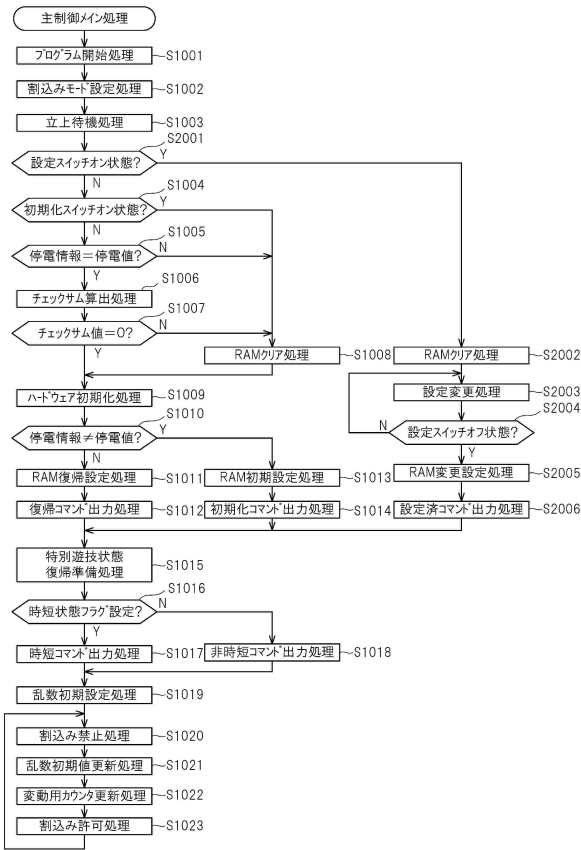 主制御メイン処理
プログラム開始処理 S1001
割込みモード設定処理 S1002
立上待機処理 S1003
S2001
設定スイッチオン状態? Y
N
S1004
初期化スイッチオン状態? Y
N
S1005
停電情報=停電値? N
Y
S1006
チェックサム算出処理
S1007
チェックサム値=0? N
Y
RAMクリア処理 S1008
RAMクリア処理 S2002
ハードウェア初期化処理 S1009
設定変更処理 S2003
S1010
停電情報≠停電値? Y
N
S2004
N 設定スイッチオフ状態?
Y
RAM復帰設定処理 S1011
RAM初期設定処理 S1013
RAM変更設定処理 S2005
復帰コマンド出力処理 S1012
初期化コマンド出力処理 S1014
設定済コマンド出力処理 S2006
特別遊技状態
復帰準備処理 S1015
S1016
時短状態フラグ設定? N
Y
時短コマンド出力処理 S1017
非時短コマンド出力処理 S1018
乱数初期設定処理 S1019
割込み禁止処理 S1020
乱数初期値更新処理 S1021
変動用カウンタ更新処理 S1022
割込み許可処理 S1023